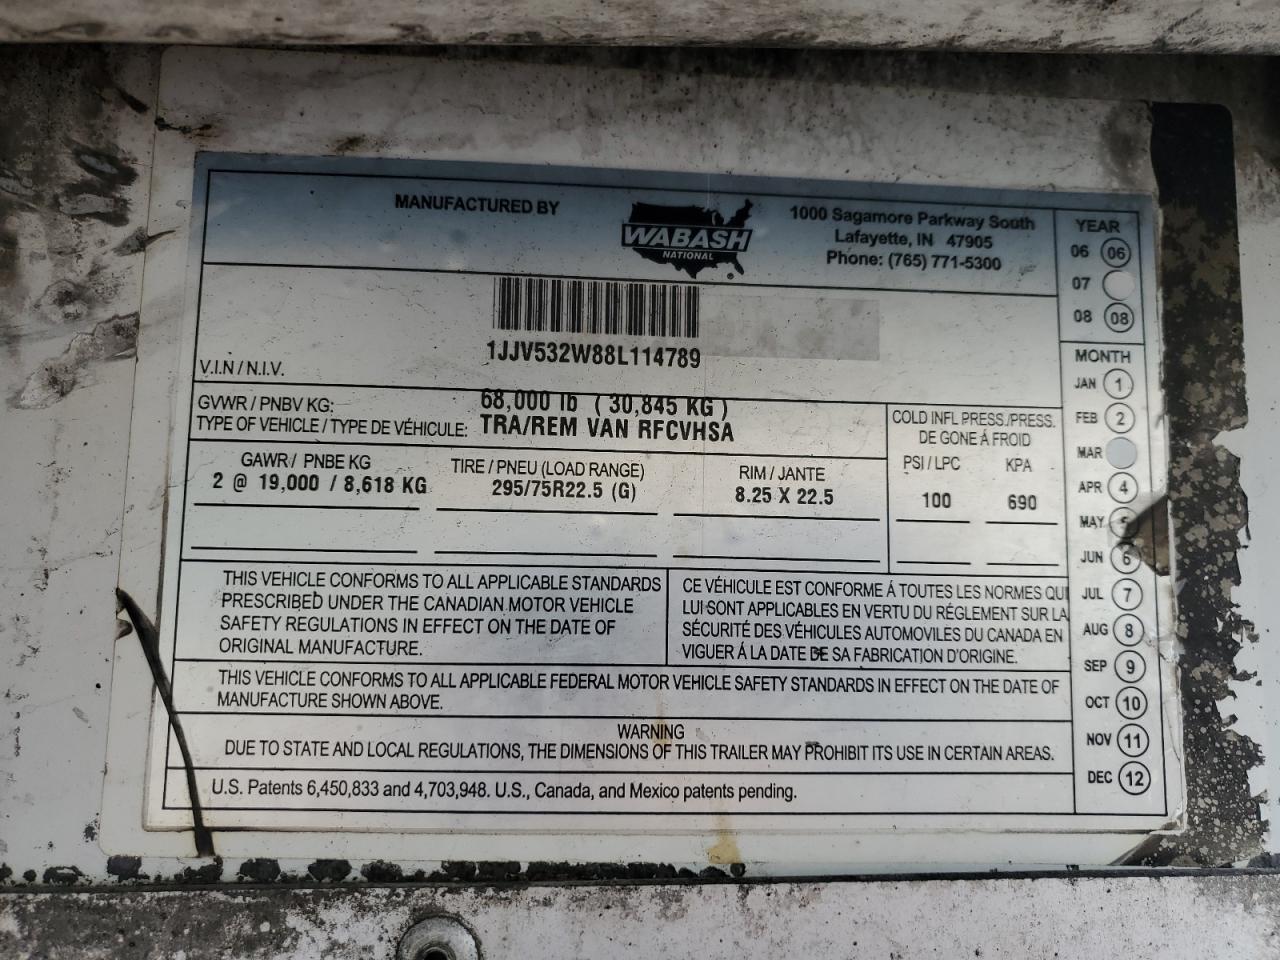 MANUFACTURED BY
WABASH
NATIONAL
®
1000 Sagamore Parkway South
Lafayette, IN 47905
Phone: (765) 771-5300
1JJV532W88L114789
V.I.N / N.I.V.
GVWR / PNBV KG: 68,000 lb ( 30,845 KG )
TYPE OF VEHICLE / TYPE DE VÉHICULE: TRA/REM VAN RFCVHSA
COLD INFL PRESS./PRESS.
DE GONE Á FROID
PSI / LPC KPA
100 690
GAWR / PNBE KG
2 @ 19,000 / 8,618 KG
TIRE / PNEU (LOAD RANGE)
295/75R22.5 (G)
RIM / JANTE
8.25 X 22.5
THIS VEHICLE CONFORMS TO ALL APPLICABLE STANDARDS
PRESCRIBED UNDER THE CANADIAN MOTOR VEHICLE
SAFETY REGULATIONS IN EFFECT ON THE DATE OF
ORIGINAL MANUFACTURE.
CE VÉHICULE EST CONFORME Á TOUTES LES NORMES QUI
LUI SONT APPLICABLES EN VERTU DU RÉGLEMENT SUR LA
SÉCURITÉ DES VÉHICULES AUTOMOVILES DU CANADA EN
VIGUER Á LA DATE DE SA FABRICATION D'ORIGINE.
THIS VEHICLE CONFORMS TO ALL APPLICABLE FEDERAL MOTOR VEHICLE SAFETY STANDARDS IN EFFECT ON THE DATE OF
MANUFACTURE SHOWN ABOVE.
WARNING
DUE TO STATE AND LOCAL REGULATIONS, THE DIMENSIONS OF THIS TRAILER MAY PROHIBIT ITS USE IN CERTAIN AREAS.
U.S. Patents 6,450,833 and 4,703,948. U.S., Canada, and Mexico patents pending.
YEAR
06 06
07
08 08
MONTH
JAN 1
FEB 2
MAR
APR 4
MAY 5
JUN 6
JUL 7
AUG 8
SEP 9
OCT 10
NOV 11
DEC 12